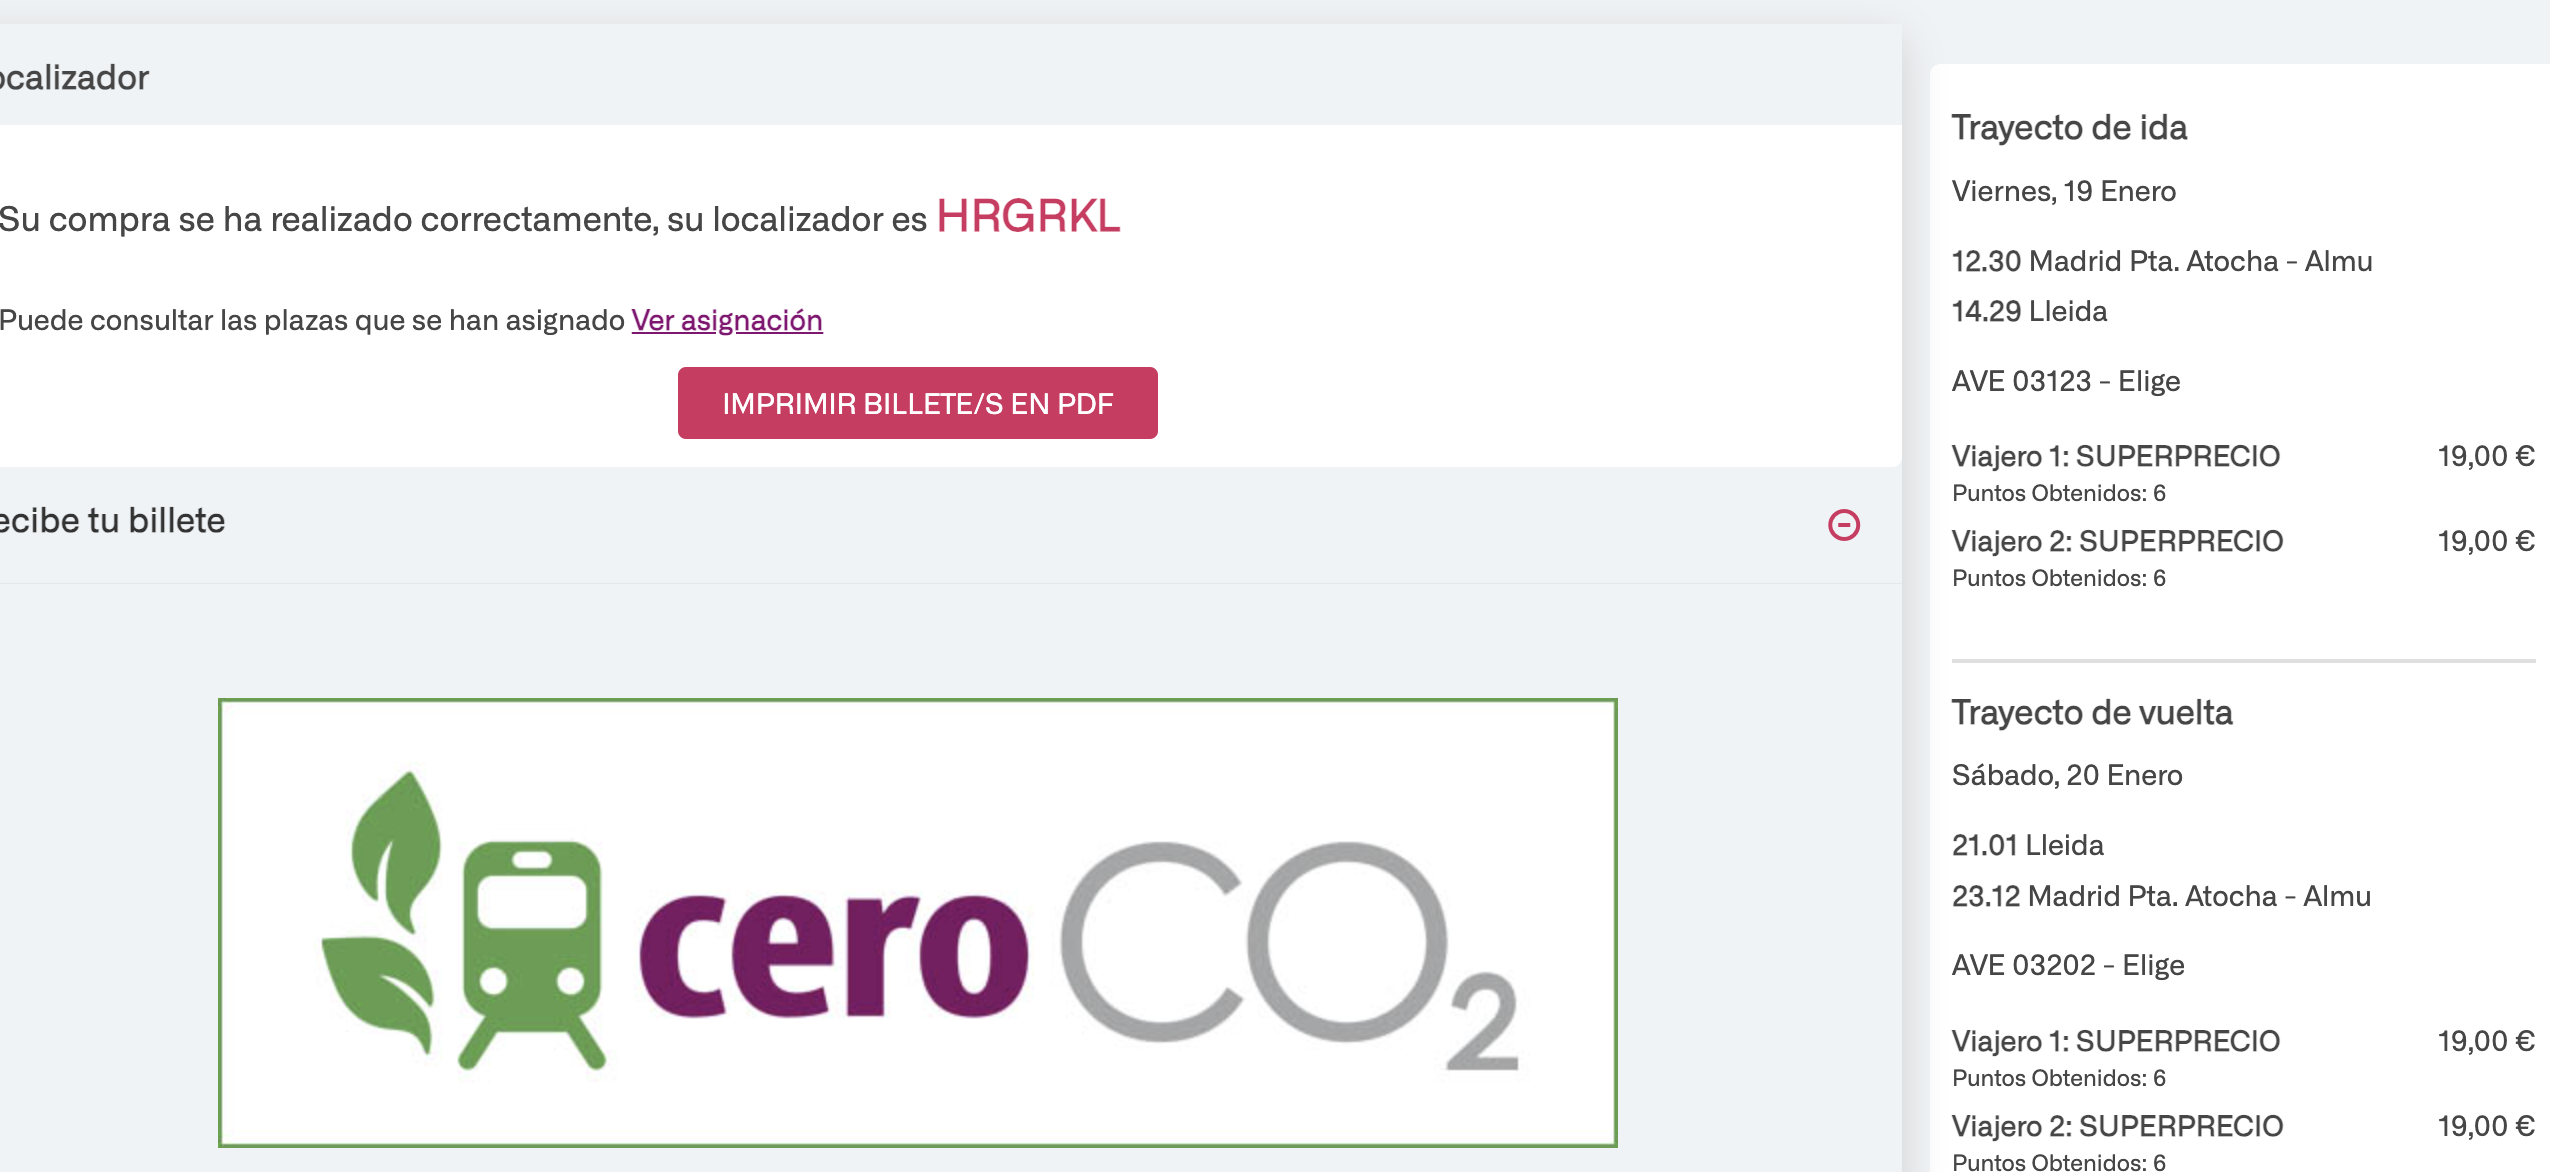 ocalizador
Su compra se ha realizado correctamente, su localizador es HRGRKL
Puede consultar las plazas que se han asignado Ver asignación
IMPRIMIR BILLETE/S EN PDF
ecibe tu billete
cero CO2
Trayecto de ida
Viernes, 19 Enero
12.30 Madrid Pta. Atocha - Almu
14.29 Lleida
AVE 03123 - Elige
Viajero 1: SUPERPRECIO 19,00 €
Puntos Obtenidos: 6
Viajero 2: SUPERPRECIO 19,00 €
Puntos Obtenidos: 6
Trayecto de vuelta
Sábado, 20 Enero
21.01 Lleida
23.12 Madrid Pta. Atocha - Almu
AVE 03202 - Elige
Viajero 1: SUPERPRECIO 19,00 €
Puntos Obtenidos: 6
Viajero 2: SUPERPRECIO 19,00 €
Puntos Obtenidos: 6